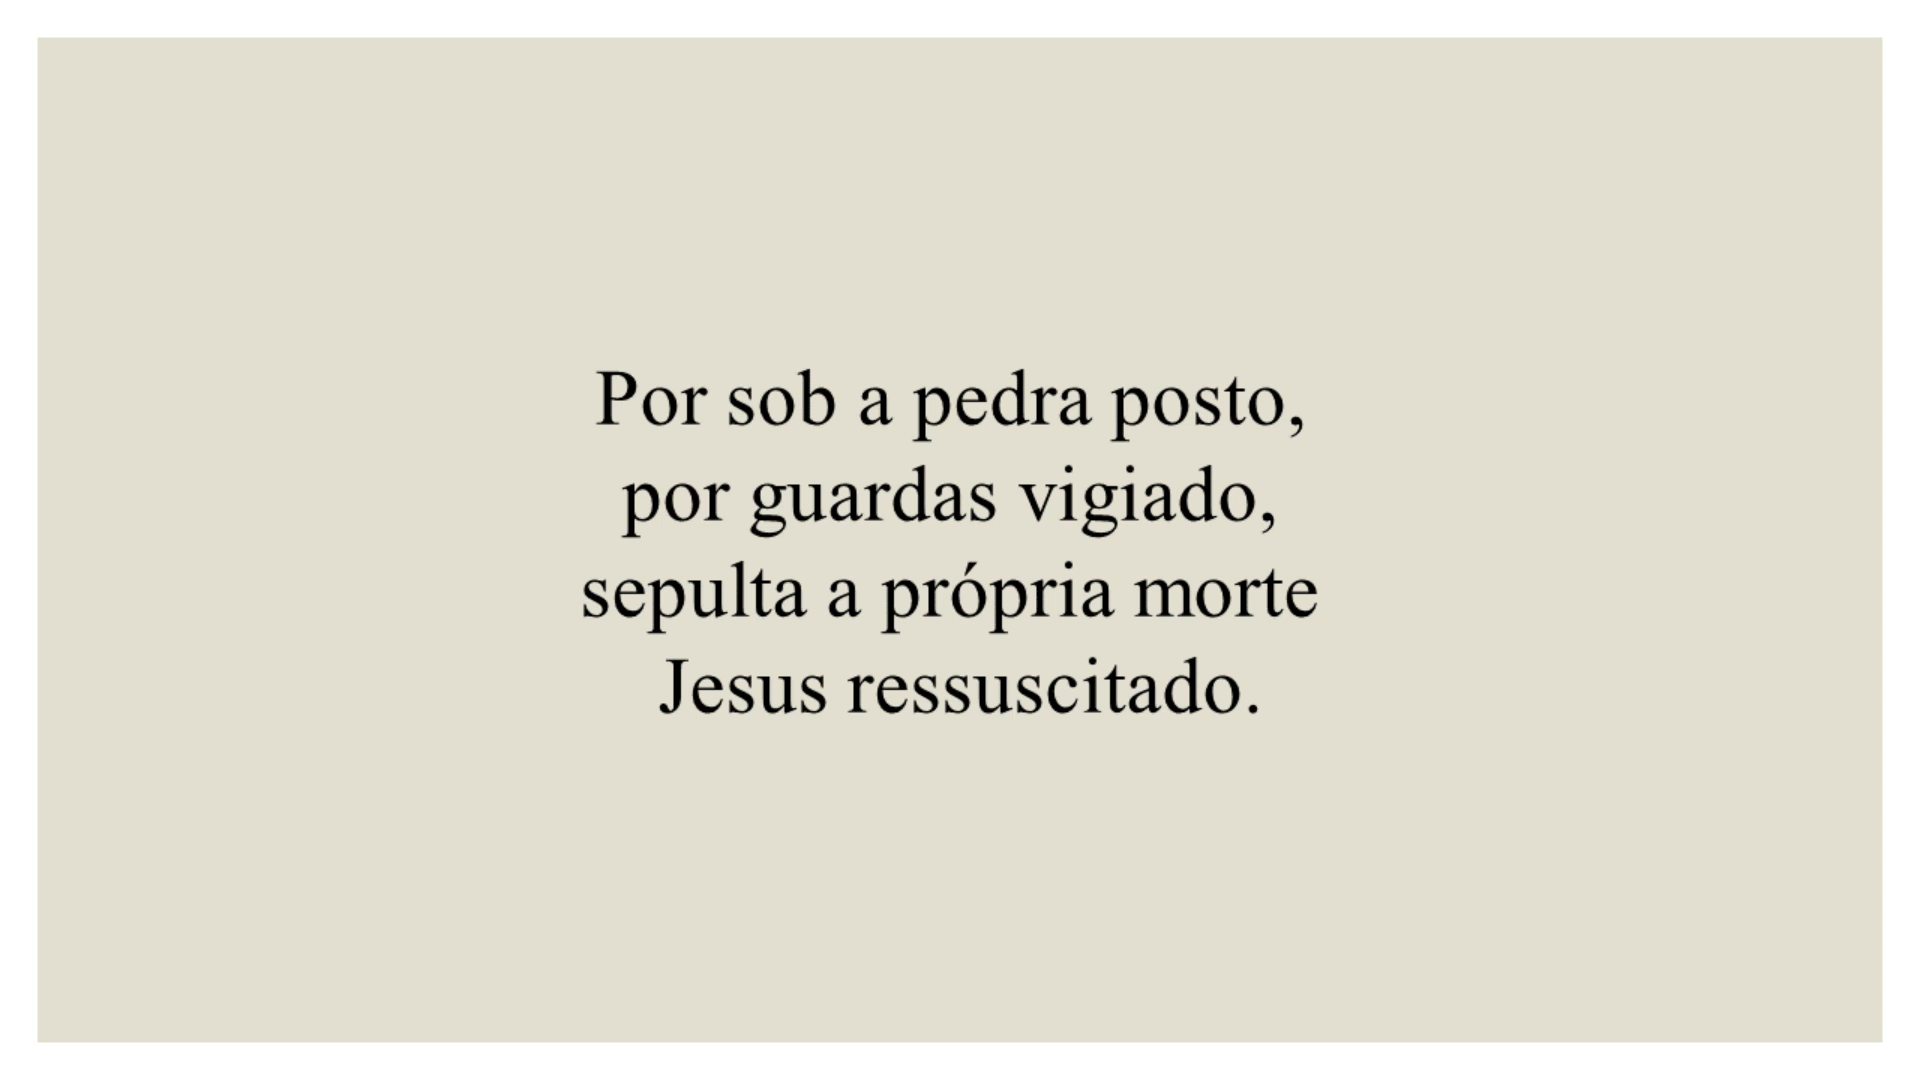 Por sob a pedra posto,
por guardas vigiado,
sepulta a própria morte
Jesus ressuscitado.